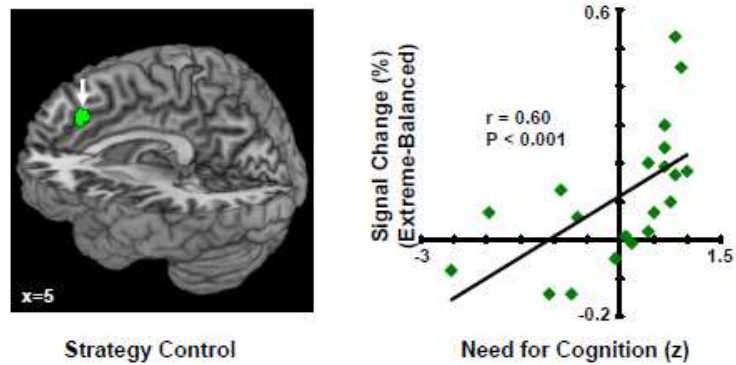 x=5
Strategy Control
0.6
Signal Change (%)
(Extreme-Balanced)
r = 0.60
P < 0.001
-3
1.5
-0.2
Need for Cognition (z)